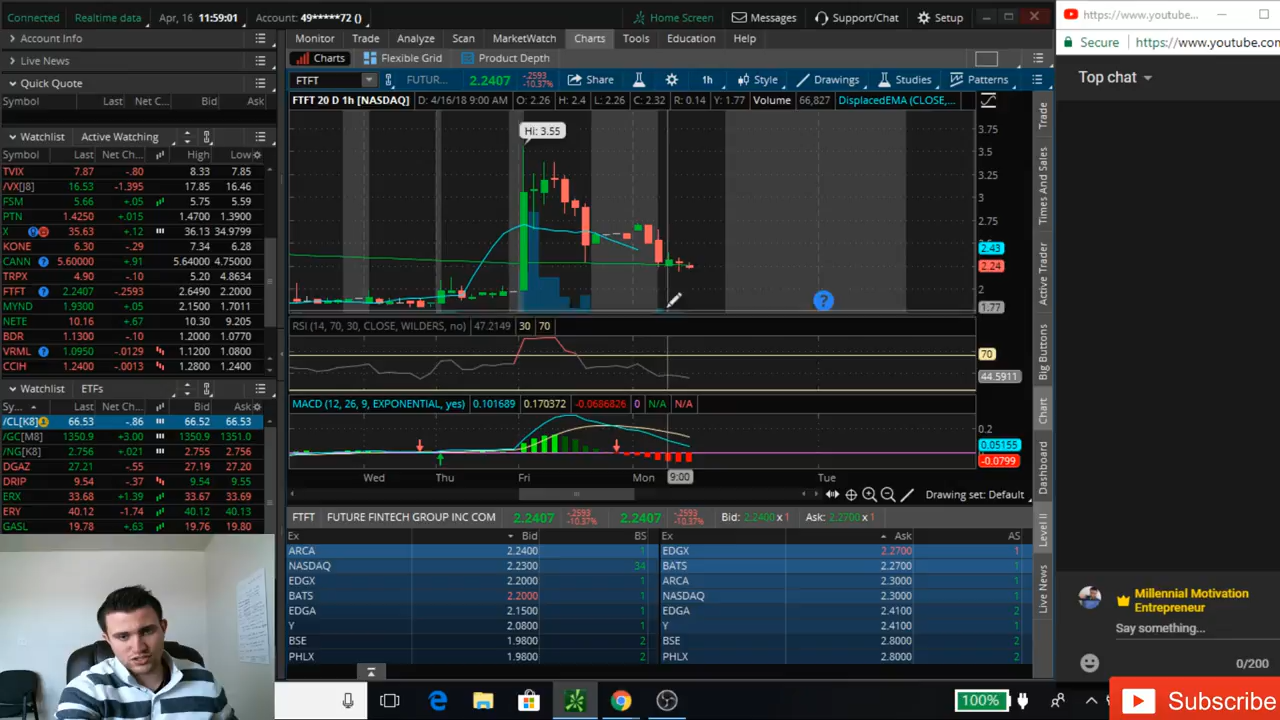 Connected Realtime data Apr, 16 11:59:01 Account: 49*****72 () Home Screen Messages Support/Chat Setup
Account Info
Live News
Quick Quote
Symbol Last Net C... Bid Ask
Watchlist Active Watching
Symbol Last Net Ch... High Low
TVIX 7.87 -.80 8.33 7.85
/VX[J8] 16.53 -1.395 17.85 16.46
FSM 5.66 +.05 5.75 5.59
PTN 1.4250 +.015 1.4700 1.3900
X 35.63 +.12 36.13 34.9799
KONE 6.30 -.29 7.34 6.28
CANN 5.60000 +.91 5.64000 4.75000
TRPX 4.90 -.10 5.20 4.8634
FTFT 2.2407 -.2593 2.6490 2.2000
MYND 1.9300 +.05 2.1500 1.7011
NETE 10.16 +.67 10.30 9.205
BDR 1.1300 -.10 1.2000 1.0770
VRML 1.0950 -.0129 1.1200 1.0800
CCIH 1.2400 -.0013 1.2800 1.2400
Watchlist ETFs
Sy... Last Net Ch... Bid Ask
/CL[K8] 66.53 -.86 66.52 66.53
/GC[M8] 1350.9 +3.00 1350.9 1351.0
/NG[K8] 2.756 +.021 2.755 2.756
DGAZ 27.21 -.55 27.19 27.20
DRIP 9.54 -.37 9.54 9.55
ERX 33.68 +1.39 33.67 33.69
ERY 40.12 -1.74 40.12 40.13
GASL 19.78 +.63 19.76 19.80
Monitor Trade Analyze Scan MarketWatch Charts Tools Education Help
Charts Flexible Grid Product Depth
FTFT FUTUR... 2.2407 -.2593 -10.37% Share 1h Style Drawings Studies Patterns
FTFT 20 D 1h [NASDAQ] D: 4/16/18 9:00 AM O: 2.26 H: 2.4 L: 2.26 C: 2.32 R: 0.14 Y: 1.77 Volume 66,827 DisplacedEMA (CLOSE,...
Hi: 3.55
3.75
3.5
3.25
3
2.75
2.43
2.24
2
1.77
?
RSI (14, 70, 30, CLOSE, WILDERS, no) 47.2149 30 70
70
44.5911
MACD (12, 26, 9, EXPONENTIAL, yes) 0.101689 0.170372 -0.0686826 0 N/A N/A
0.2
0.05155
-0.0799
Wed Thu Fri Mon 9:00 Tue
Drawing set: Default
FTFT FUTURE FINTECH GROUP INC COM 2.2407 -.2593 -10.37% 2.2407 -.2593 -10.37% Bid: 2.2400 x 1 Ask: 2.2700 x 1
Ex Bid BS Ex Ask AS
ARCA 2.2400 1 EDGX 2.2700 1
NASDAQ 2.2300 34 BATS 2.2700 1
EDGX 2.2000 1 ARCA 2.3000 1
BATS 2.2000 1 NASDAQ 2.3000 1
EDGA 2.1500 1 EDGA 2.4100 2
Y 2.0800 1 Y 2.4100 1
BSE 1.9800 2 BSE 2.8000 2
PHLX 1.9800 2 PHLX 2.8000 2
Trade
Times And Sales
Active Trader
Big Buttons
Chart
Dashboard
Level II
Live News
https://www.youtube...
Secure https://www.youtube.con
Top chat
Millennial Motivation
Entrepreneur
Say something...
0/200
100%
Subscribe